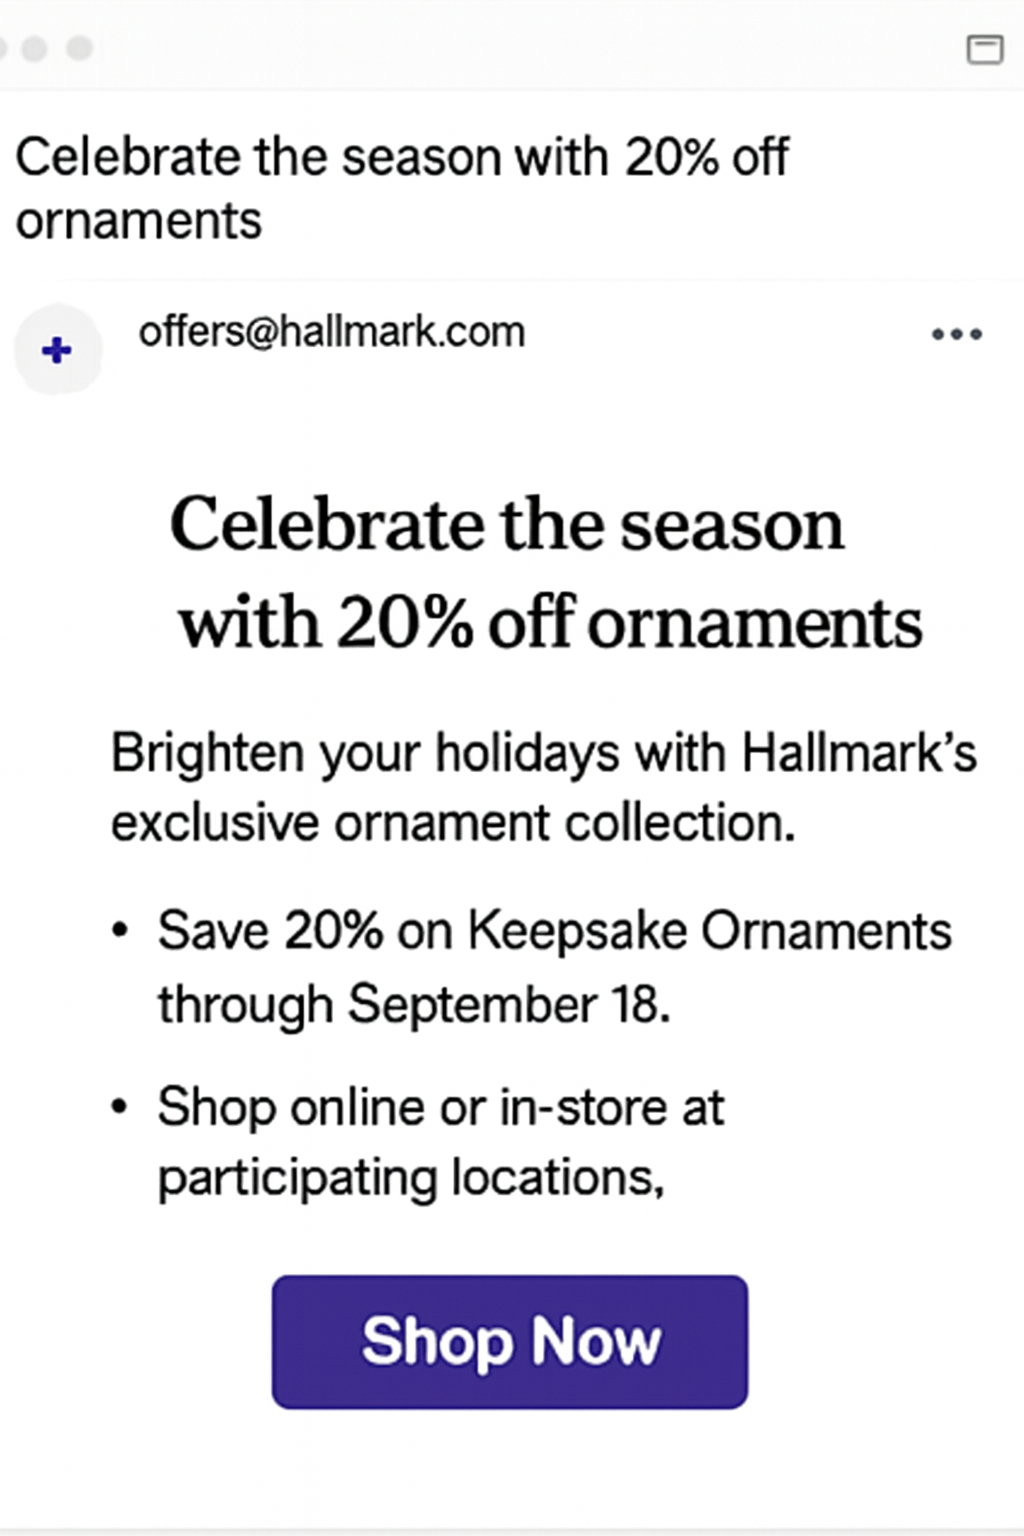 Celebrate the season with 20% off
ornaments
offers@hallmark.com
Celebrate the season
with 20% off ornaments
Brighten your holidays with Hallmark’s
exclusive ornament collection.
• Save 20% on Keepsake Ornaments
through September 18.
• Shop online or in-store at
participating locations,
Shop Now